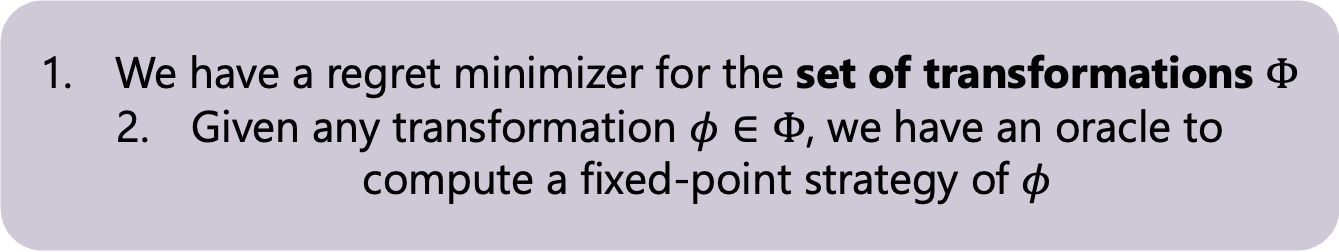 1. We have a regret minimizer for the set of transformations Φ
2. Given any transformation ϕ ∈ Φ, we have an oracle to
compute a fixed-point strategy of ϕ